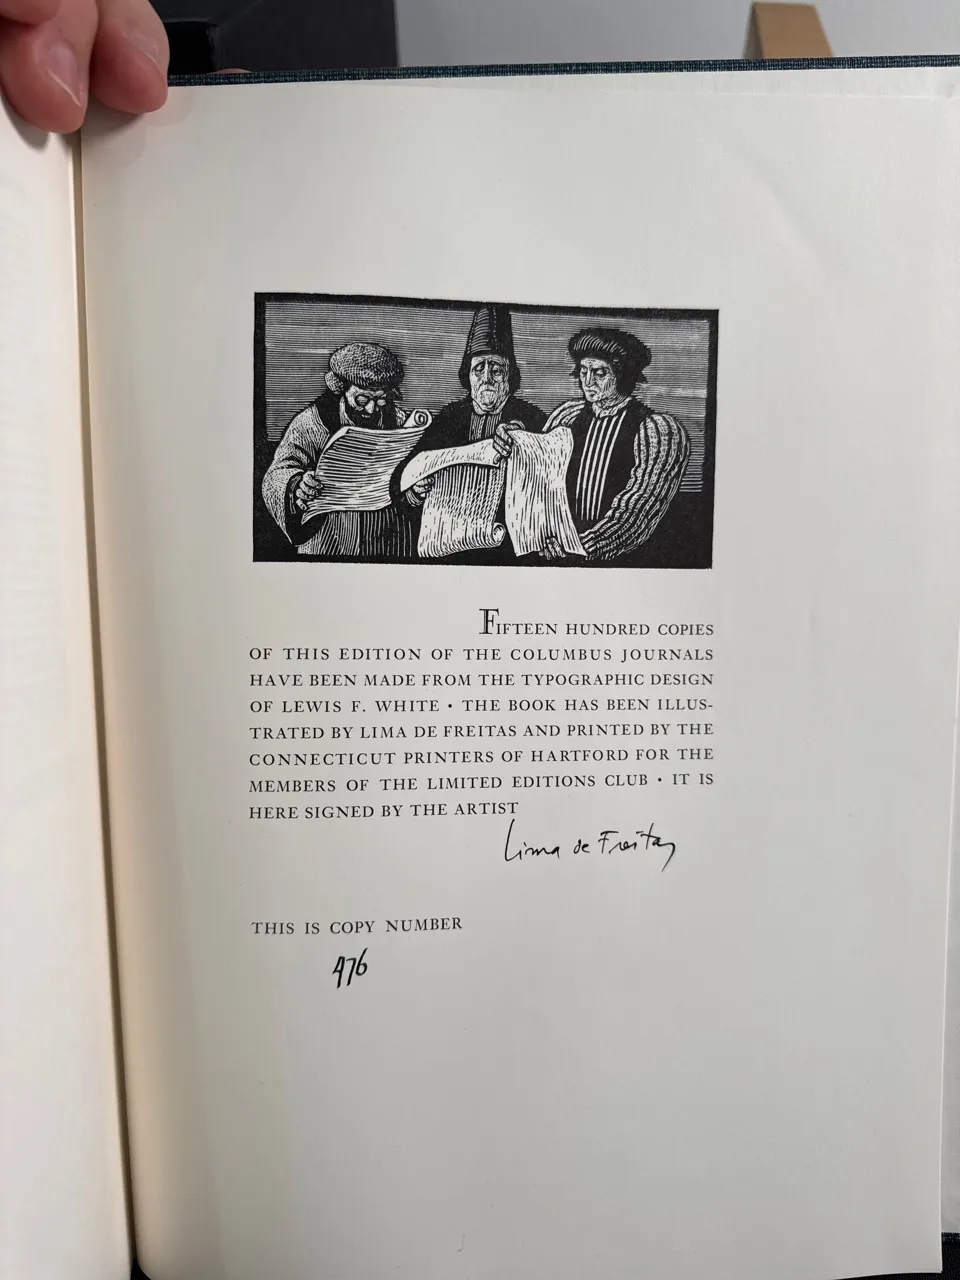 FIFTEEN HUNDRED COPIES
OF THIS EDITION OF THE COLUMBUS JOURNALS
HAVE BEEN MADE FROM THE TYPOGRAPHIC DESIGN
OF LEWIS F. WHITE • THE BOOK HAS BEEN ILLUS-
TRATED BY LIMA DE FREITAS AND PRINTED BY THE
CONNECTICUT PRINTERS OF HARTFORD FOR THE
MEMBERS OF THE LIMITED EDITIONS CLUB • IT IS
HERE SIGNED BY THE ARTIST
Lima de Freitas
THIS IS COPY NUMBER
476